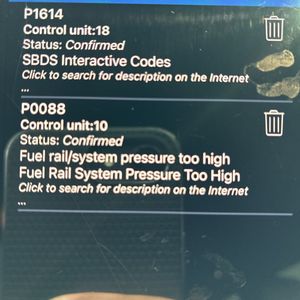 P1614
Control unit:18
Status: Confirmed
SBDS Interactive Codes
Click to search for description on the Internet
...
P0088
Control unit:10
Status: Confirmed
Fuel rail/system pressure too high
Fuel Rail System Pressure Too High
Click to search for description on the Internet
...